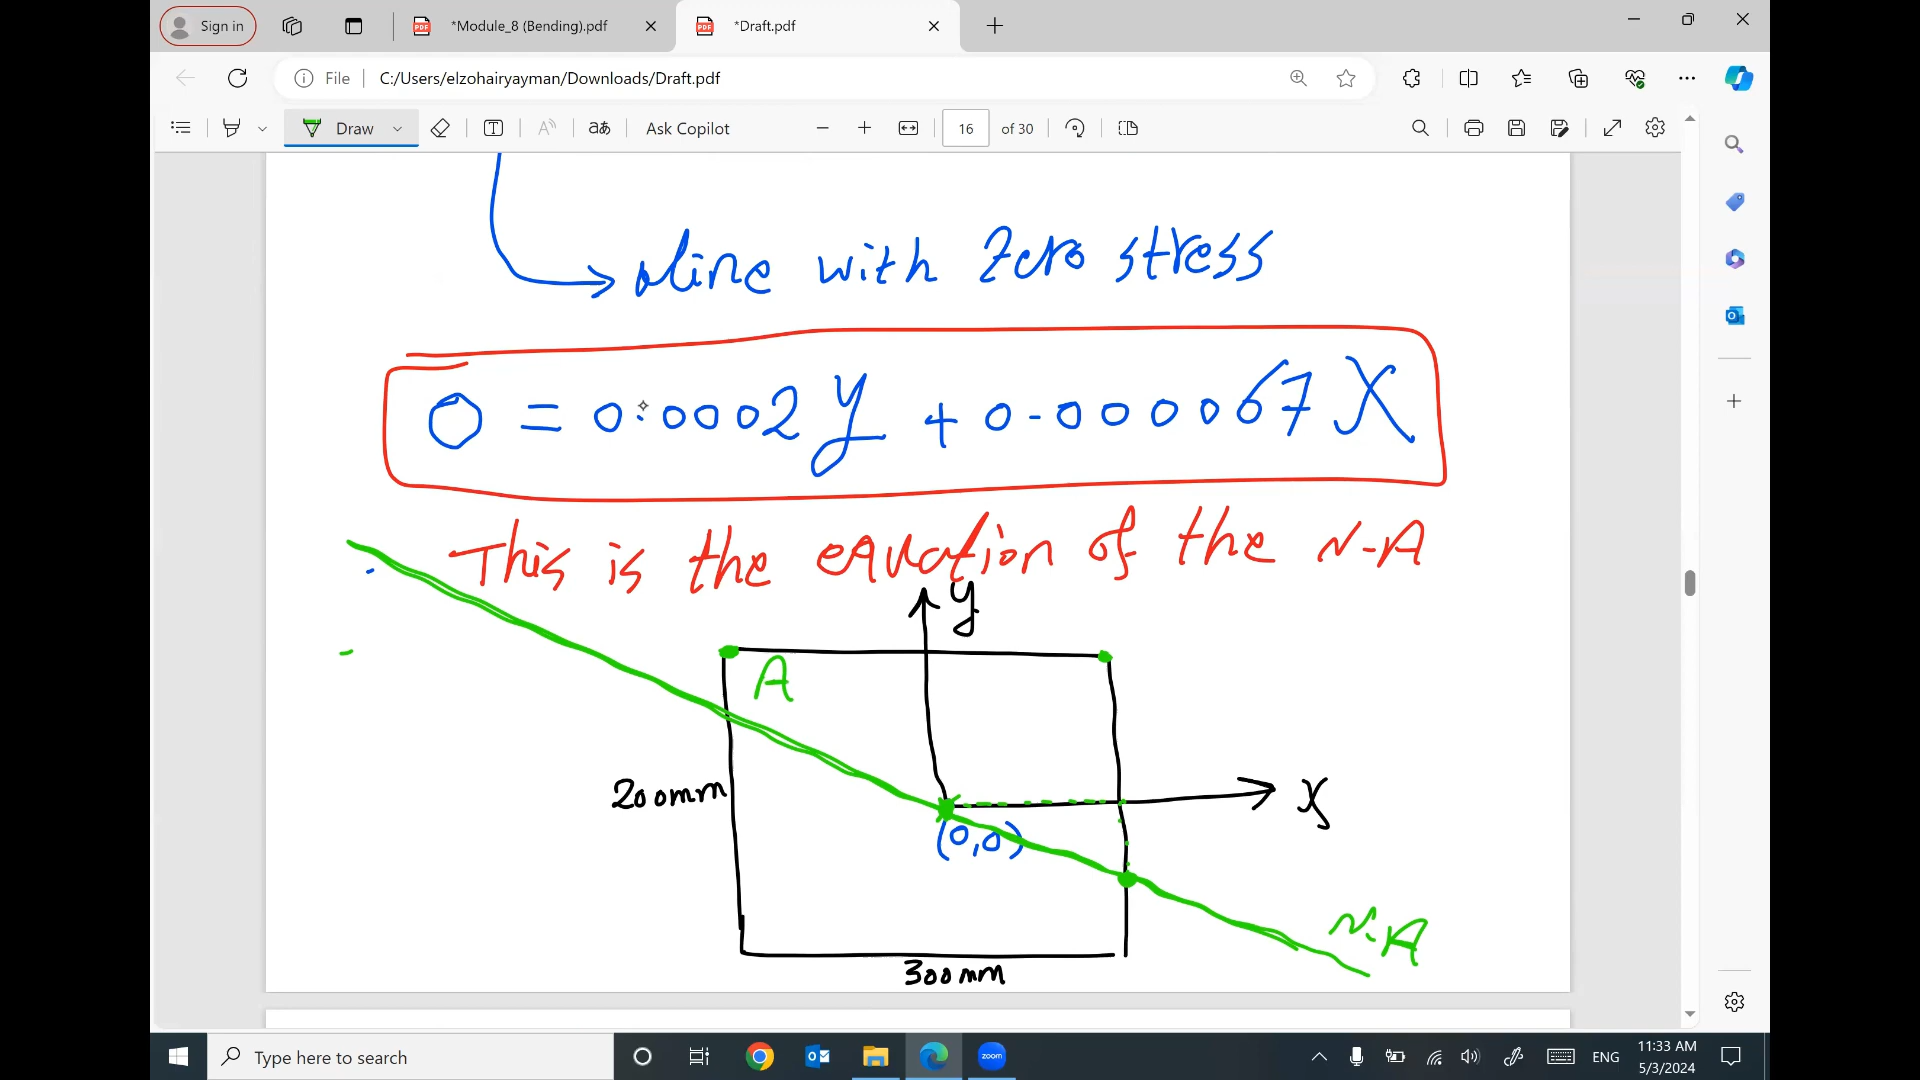 Sign in
*Module_8 (Bending).pdf
*Draft.pdf
File
C:/Users/elzohairyayman/Downloads/Draft.pdf
Draw
Ask Copilot
16 of 30
line with Zero stress
0 = 0.0002 y + 0.000067 X
This is the equation of the N-A
y
A
200mm
X
(0,0)
N-A
300mm
Type here to search
zoom
ENG
11:33 AM
5/3/2024